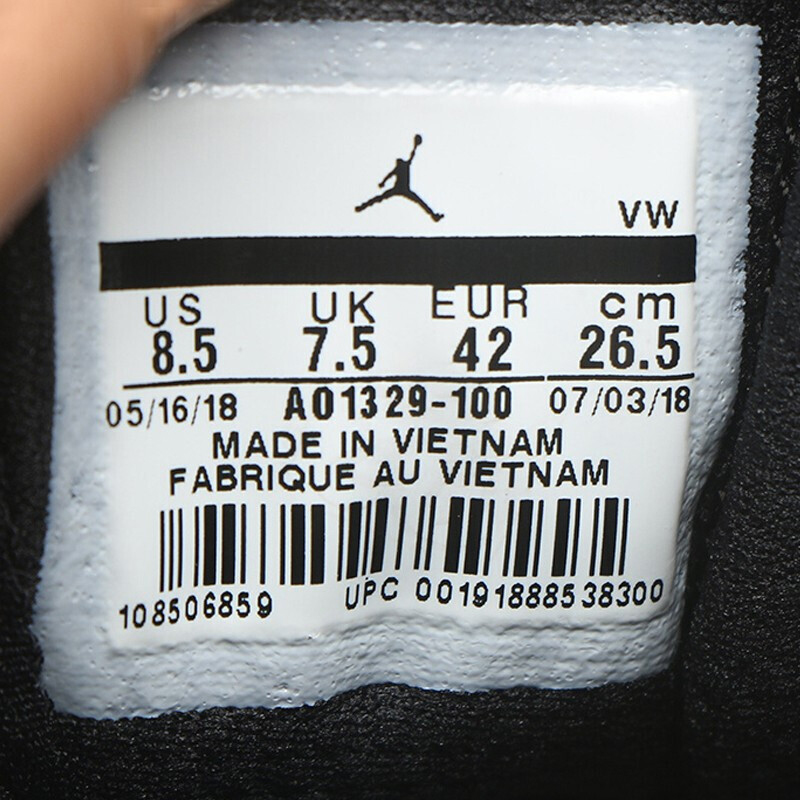 VW
US UK EUR cm
8.5 7.5 42 26.5
05/16/18 AO1329-100 07/03/18
MADE IN VIETNAM
FABRIQUE AU VIETNAM
108506859 UPC 00191888538300